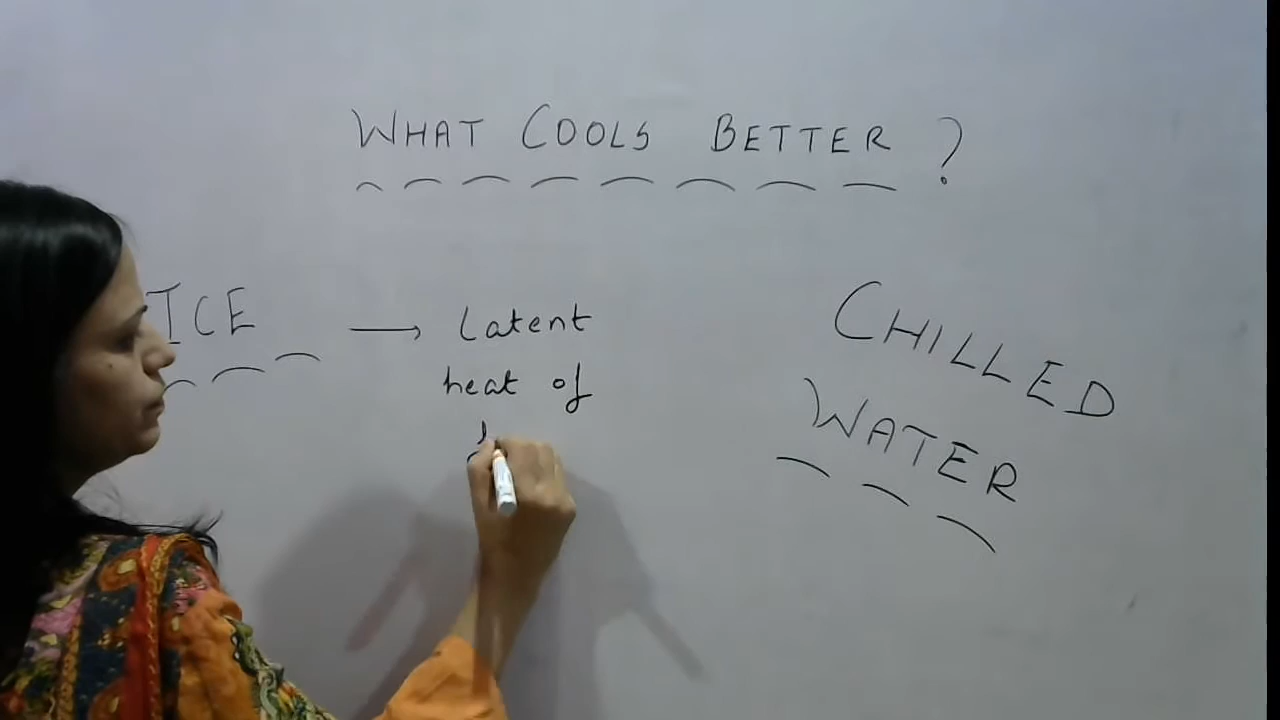 WHAT COOLS BETTER ?
ICE → Latent
heat of
CHILLED
WATER